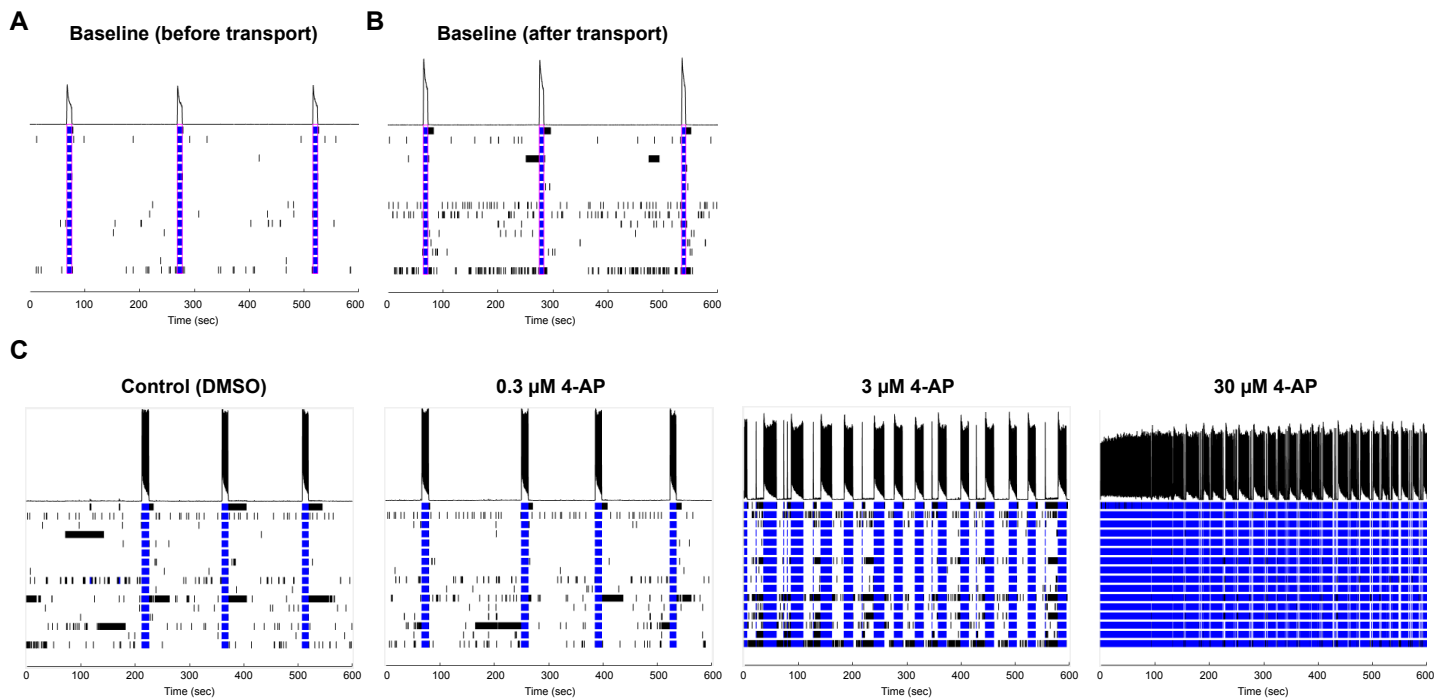 A
Baseline (before transport)
0 100 200 300 400 500 600
Time (sec)
B
Baseline (after transport)
0 100 200 300 400 500 600
Time (sec)
C
Control (DMSO)
0 100 200 300 400 500 600
Time (sec)
0.3 µM 4-AP
0 100 200 300 400 500 600
Time (sec)
3 µM 4-AP
0 100 200 300 400 500 600
Time (sec)
30 µM 4-AP
0 100 200 300 400 500 600
Time (sec)